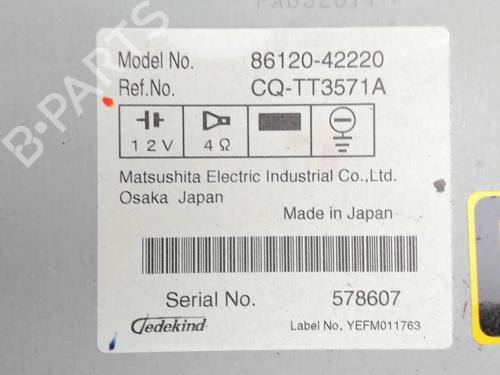 Model No. 86120-42220
Ref.No. CQ-TT3571A
12V 4Ω
Matsushita Electric Industrial Co.,Ltd.
Osaka Japan
Made in Japan
Serial No. 578607
Jedekind Label No. YEFM011763
B-PARTS